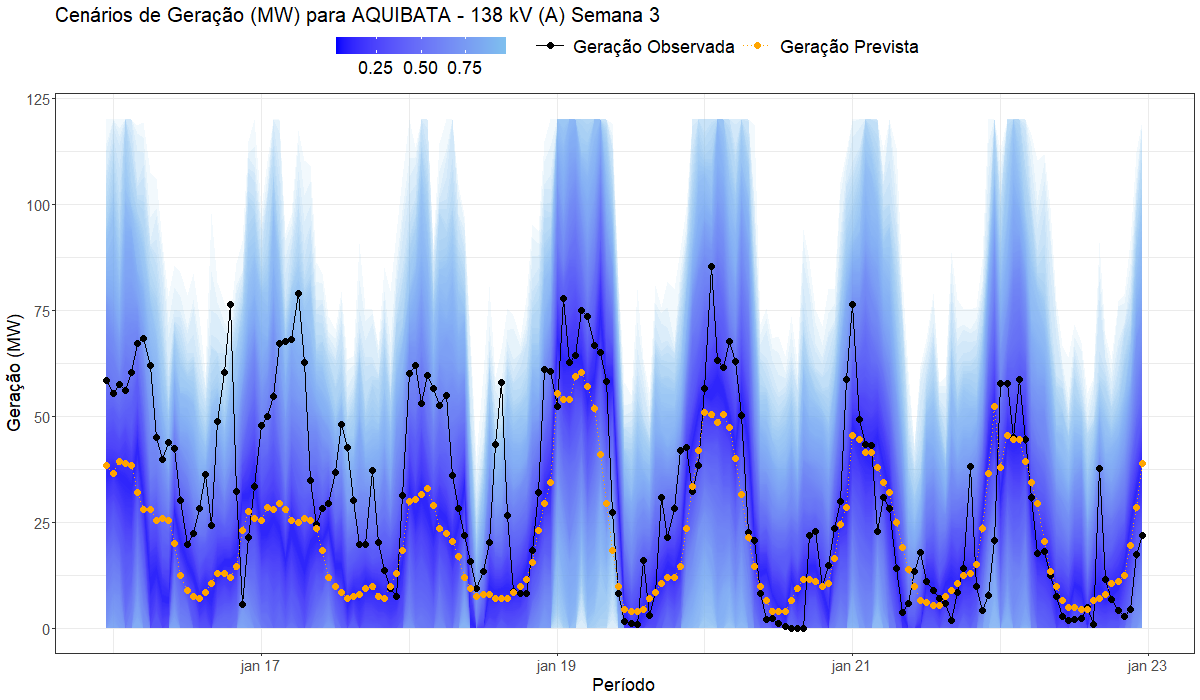 Cenários de Geração (MW) para AQUIBATA - 138 kV (A) Semana 3
0.25 0.50 0.75 Geração Observada Geração Prevista
125
100
75
50
25
0
Geração (MW)
jan 17 jan 19 jan 21 jan 23
Período